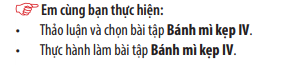 Em cùng bạn thực hiện:
• Thảo luận và chọn bài tập Bánh mì kẹp IV.
• Thực hành làm bài tập Bánh mì kẹp IV.